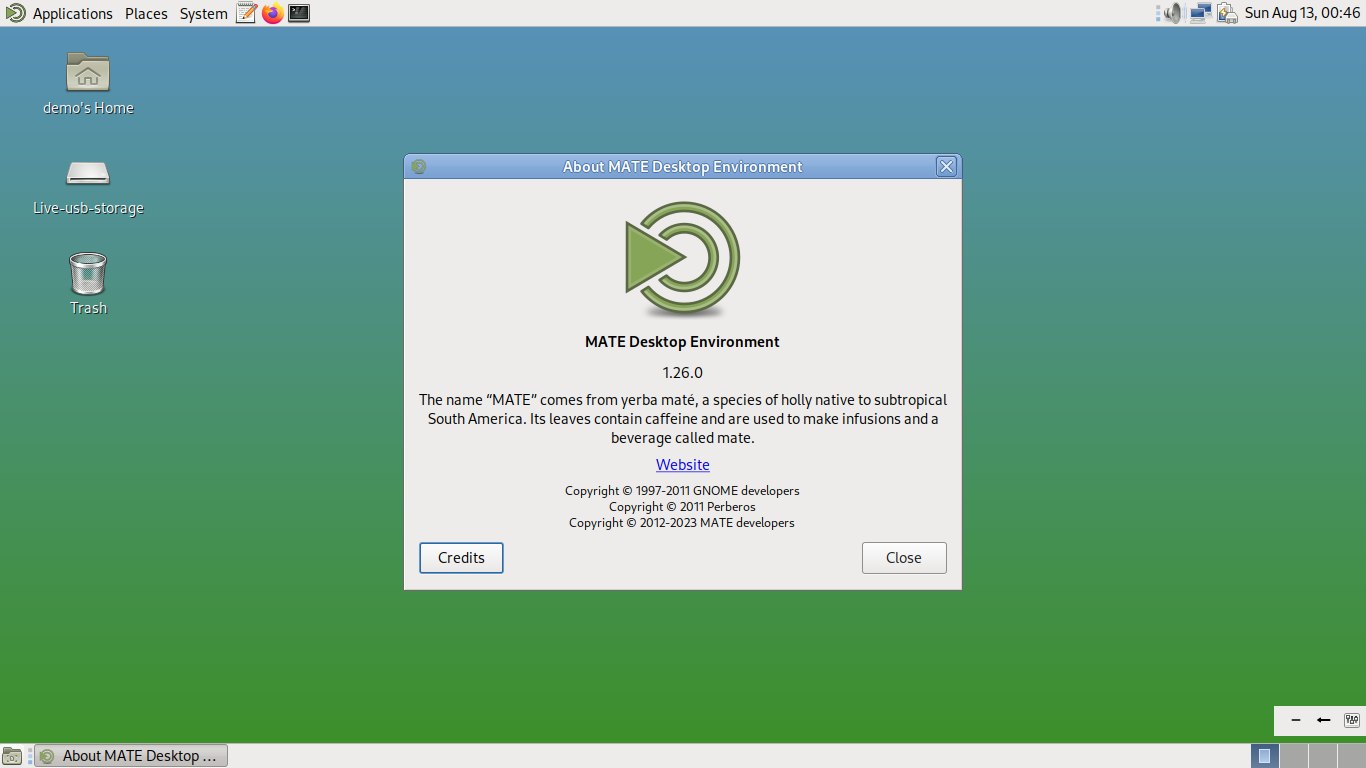 Applications Places System Sun Aug 13, 00:46
demo's Home
Live-usb-storage
Trash
About MATE Desktop Environment
MATE Desktop Environment
1.26.0
The name “MATE” comes from yerba maté, a species of holly native to subtropical
South America. Its leaves contain caffeine and are used to make infusions and a
beverage called mate.
Website
Copyright © 1997-2011 GNOME developers
Copyright © 2011 Perberos
Copyright © 2012-2023 MATE developers
Credits Close
About MATE Desktop ...